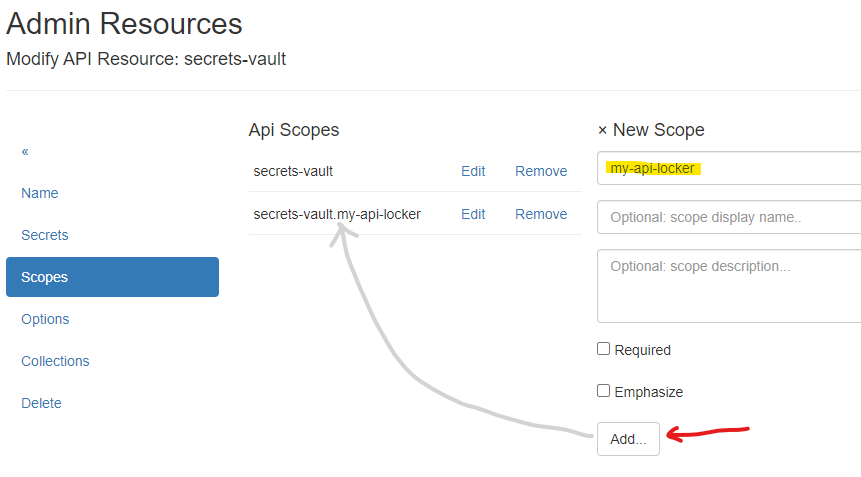 Admin Resources
Modify API Resource: secrets-vault
«
Name
Secrets
Scopes
Options
Collections
Delete
Api Scopes
secrets-vault Edit Remove
secrets-vault.my-api-locker Edit Remove
× New Scope
my-api-locker
Optional: scope display name..
Optional: scope description...
Required
Emphasize
Add...